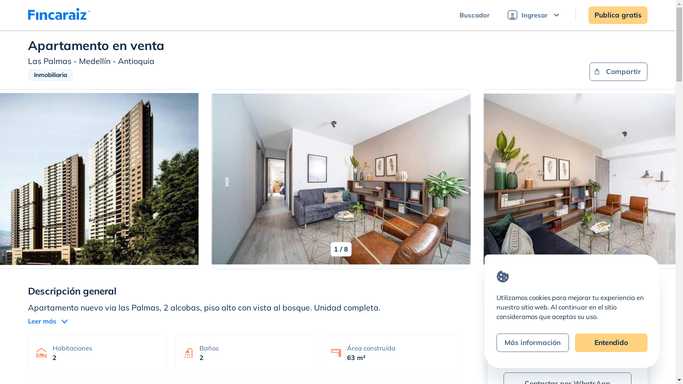 Fincaraiz
Buscador
Ingresar
Publica gratis
Apartamento en venta
Las Palmas - Medellín - Antioquia
Inmobiliaria
Compartir
1 / 8
Descripción general
Apartamento nuevo via las Palmas, 2 alcobas, piso alto con vista al bosque. Unidad completa.
Leer más
Habitaciones
2
Baños
2
Área construida
63 m²
Utilizamos cookies para mejorar tu experiencia en
nuestro sitio web. Al continuar en el sitio
consideramos que aceptas su uso.
Más información
Entendido
Contactar por WhatsApp